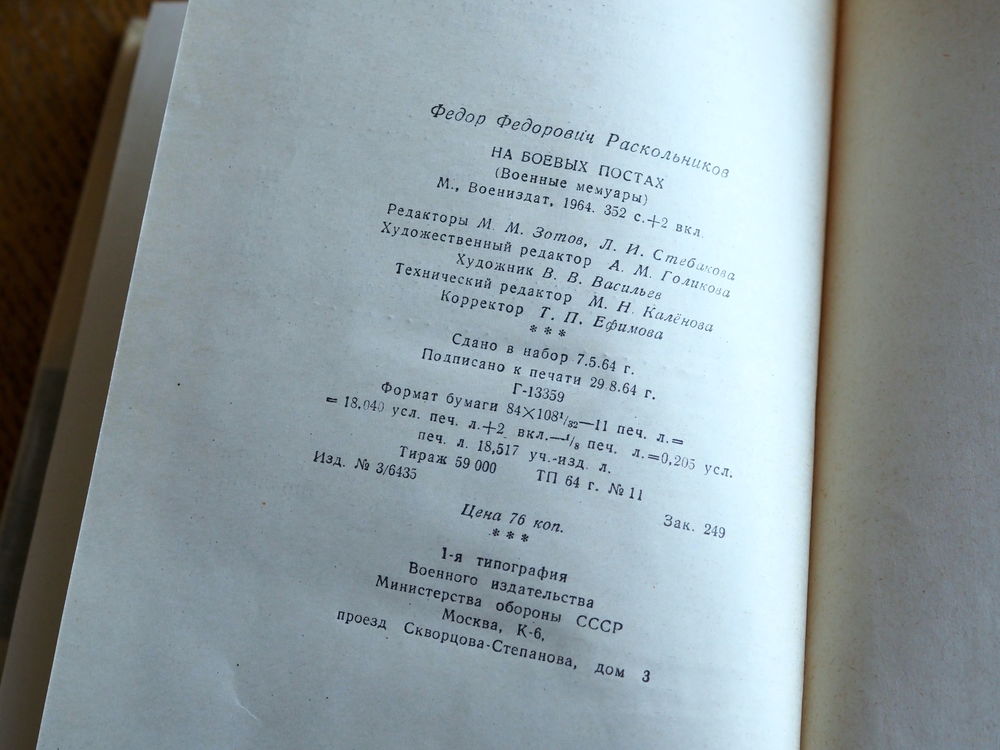 Федор Федорович Раскольников
НА БОЕВЫХ ПОСТАХ
(Военные мемуары)
М., Воениздат, 1964. 352 с.+2 вкл.
Редакторы М. М. Зотов, Л. И. Стебакова
Художественный редактор А. М. Голикова
Художник В. В. Васильев
Технический редактор М. Н. Калёнова
Корректор Т. П. Ефимова
* * *
Сдано в набор 7.5.64 г.
Подписано к печати 29.8.64 г.
Г-13359
Формат бумаги 84×108¹/₃₂—11 печ. л.=
= 18,040 усл. печ. л.+2 вкл.—¹/₈ печ. л.=0,205 усл.
печ. л. 18,517 уч.-изд. л.
Тираж 59 000 ТП 64 г. № 11
Изд. № 3/6435 Зак. 249
Цена 76 коп.
* * *
1-я типография
Военного издательства
Министерства обороны СССР
Москва, К-6,
проезд Скворцова-Степанова, дом 3